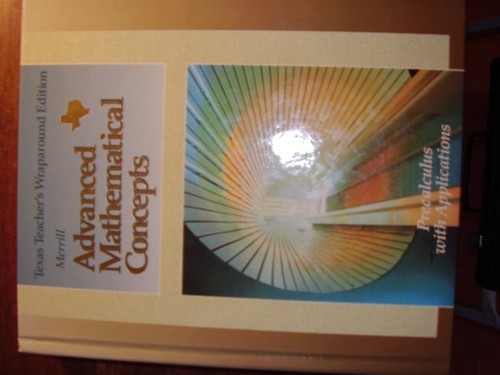 Texas Teacher's Wraparound Edition
Merrill
Advanced
Mathematical
Concepts
Precalculus
with Applications